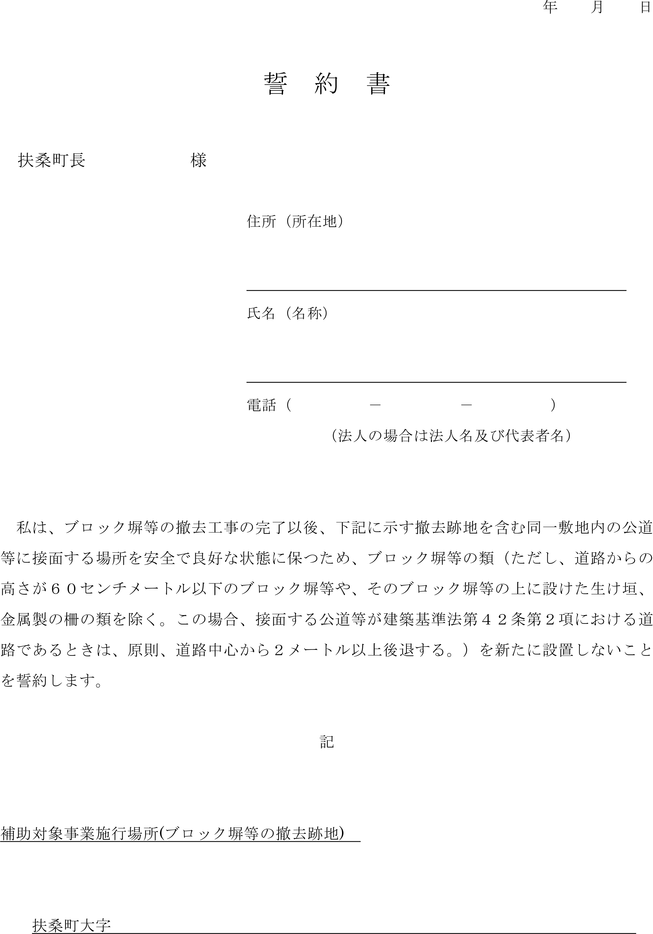 年　　月　　日
誓　約　書
扶桑町長　　　　　　様
住所（所在地）
氏名（名称）
電話（　　　　　－　　　　　－　　　　　）
（法人の場合は法人名及び代表者名）
　私は、ブロック塀等の撤去工事の完了以後、下記に示す撤去跡地を含む同一敷地内の公道
等に接面する場所を安全で良好な状態に保つため、ブロック塀等の類（ただし、道路からの
高さが６０センチメートル以下のブロック塀等や、そのブロック塀等の上に設けた生け垣、
金属製の柵の類を除く。この場合、接面する公道等が建築基準法第４２条第２項における道
路であるときは、原則、道路中心から２メートル以上後退する。）を新たに設置しないこと
を誓約します。
記
補助対象事業施行場所(ブロック塀等の撤去跡地)
扶桑町大字